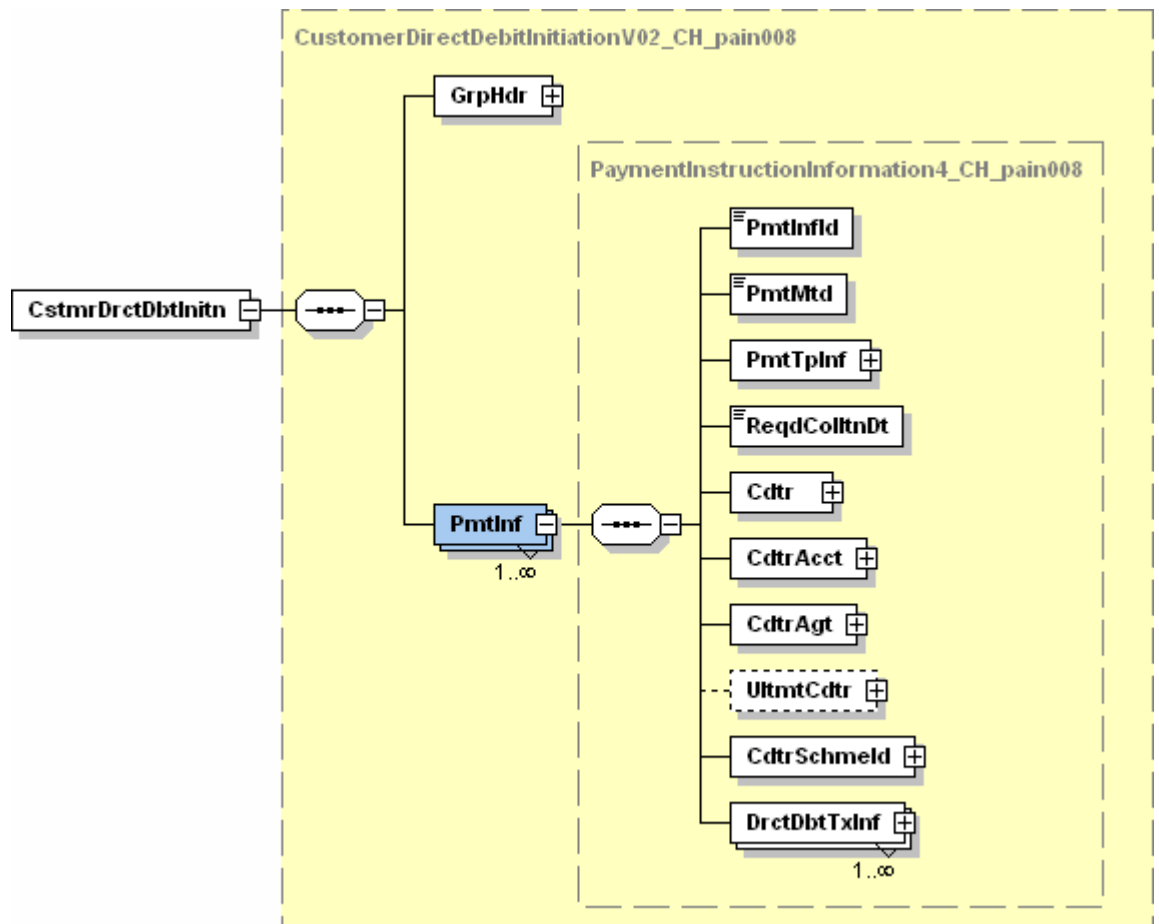 CustomerDirectDebitInitiationV02_CH_pain008
GrpHdr
PaymentInstructionInformation4_CH_pain008
PmtInfId
PmtMtd
CstmrDrctDbtInitn
PmtTpInf
ReqdColltnDt
Cdtr
PmtInf
1..∞
CdtrAcct
CdtrAgt
UltmtCdtr
CdtrSchmeId
DrctDbtTxInf
1..∞